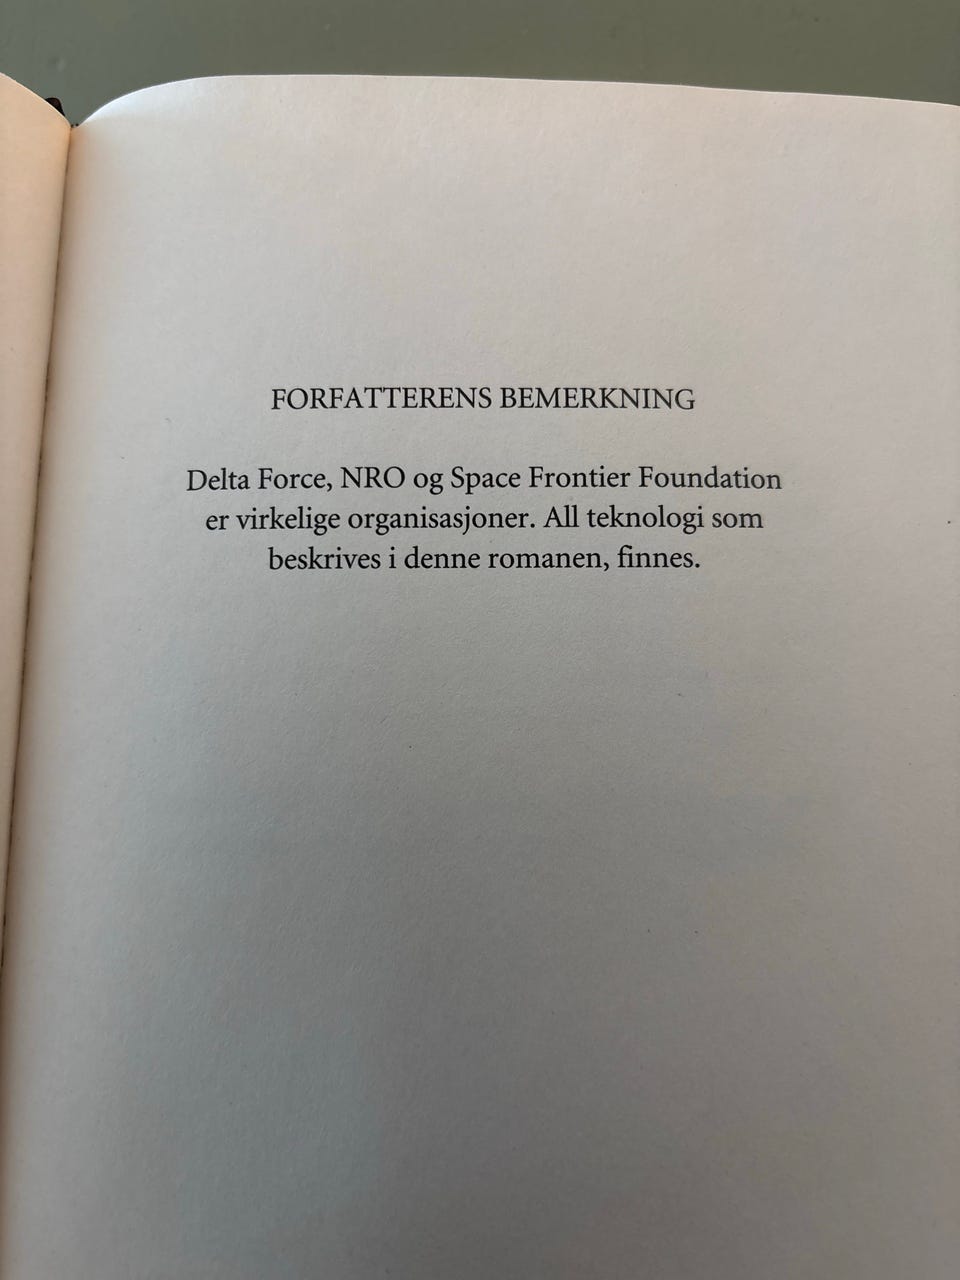 FORFATTERENS BEMERKNING
Delta Force, NRO og Space Frontier Foundation
er virkelige organisasjoner. All teknologi som
beskrives i denne romanen, finnes.